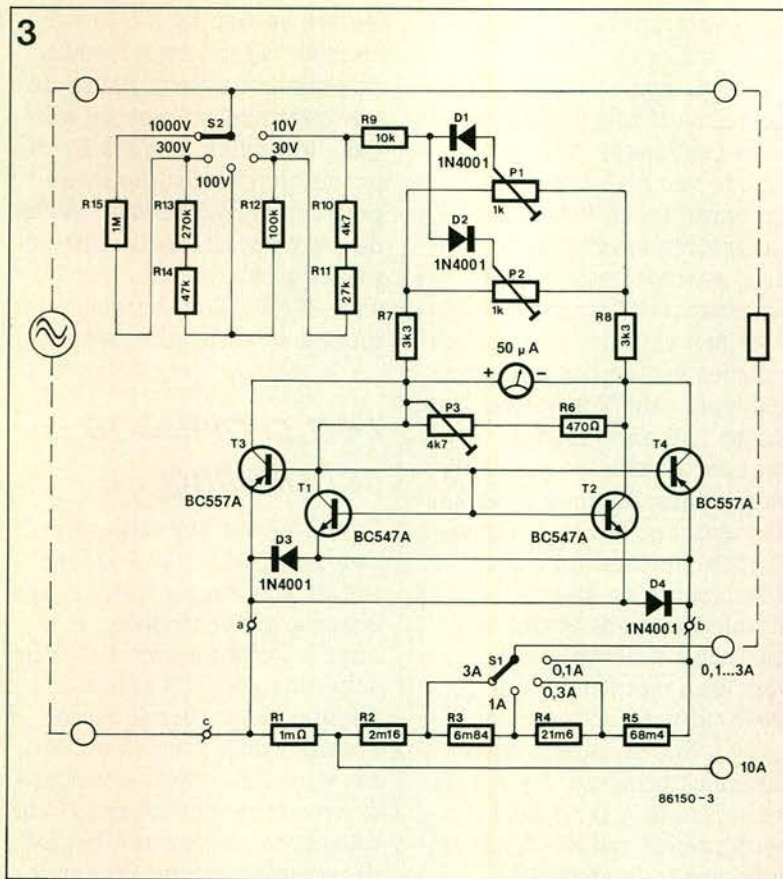 3
1000V
S2
10V
300V
30V
100V
R9
10k
D1
1N4001
P1
1k
D2
1N4001
P2
1k
R15
1M
R13
270k
R12
100k
R10
4k7
R14
47k
R11
27k
R7
3k3
R8
3k3
50 µA
+
−
P3
4k7
R6
470Ω
T3
BC557A
T4
BC557A
T1
BC547A
T2
BC547A
D3
1N4001
D4
1N4001
a
b
S1
3A
0,1A
1A
0,3A
0,1...3A
c
R1
1mΩ
R2
2m16
R3
6m84
R4
21m6
R5
68m4
10A
86150-3